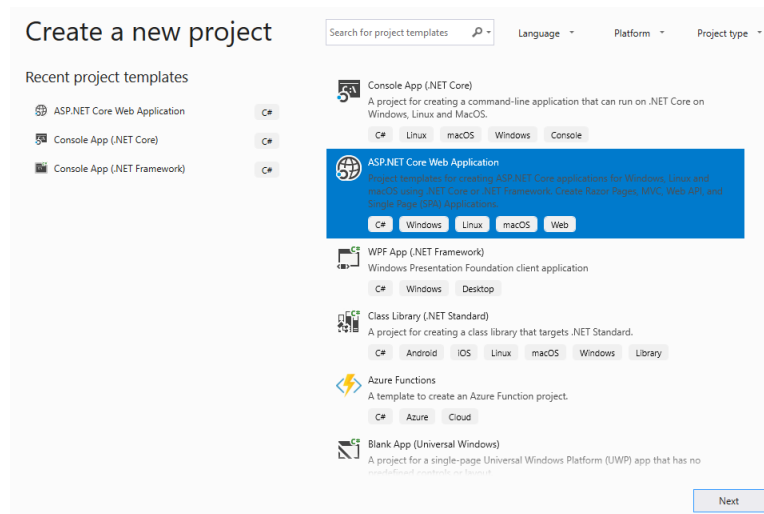 Create a new project
Search for project templates
Language
Platform
Project type
Recent project templates
ASP.NET Core Web Application
C#
Console App (.NET Core)
C#
Console App (.NET Framework)
C#
Console App (.NET Core)
A project for creating a command-line application that can run on .NET Core on
Windows, Linux and MacOS.
C# Linux macOS Windows Console
ASP.NET Core Web Application
Project templates for creating ASP.NET Core applications for Windows, Linux and
macOS using .NET Core or .NET Framework. Create Razor Pages, MVC, Web API, and
Single Page (SPA) Applications.
C# Windows Linux macOS Web
WPF App (.NET Framework)
Windows Presentation Foundation client application
C# Windows Desktop
Class Library (.NET Standard)
A project for creating a class library that targets .NET Standard.
C# Android iOS Linux macOS Windows Library
Azure Functions
A template to create an Azure Function project.
C# Azure Cloud
Blank App (Universal Windows)
A project for a single-page Universal Windows Platform (UWP) app that has no
predefined controls or layout.
Next